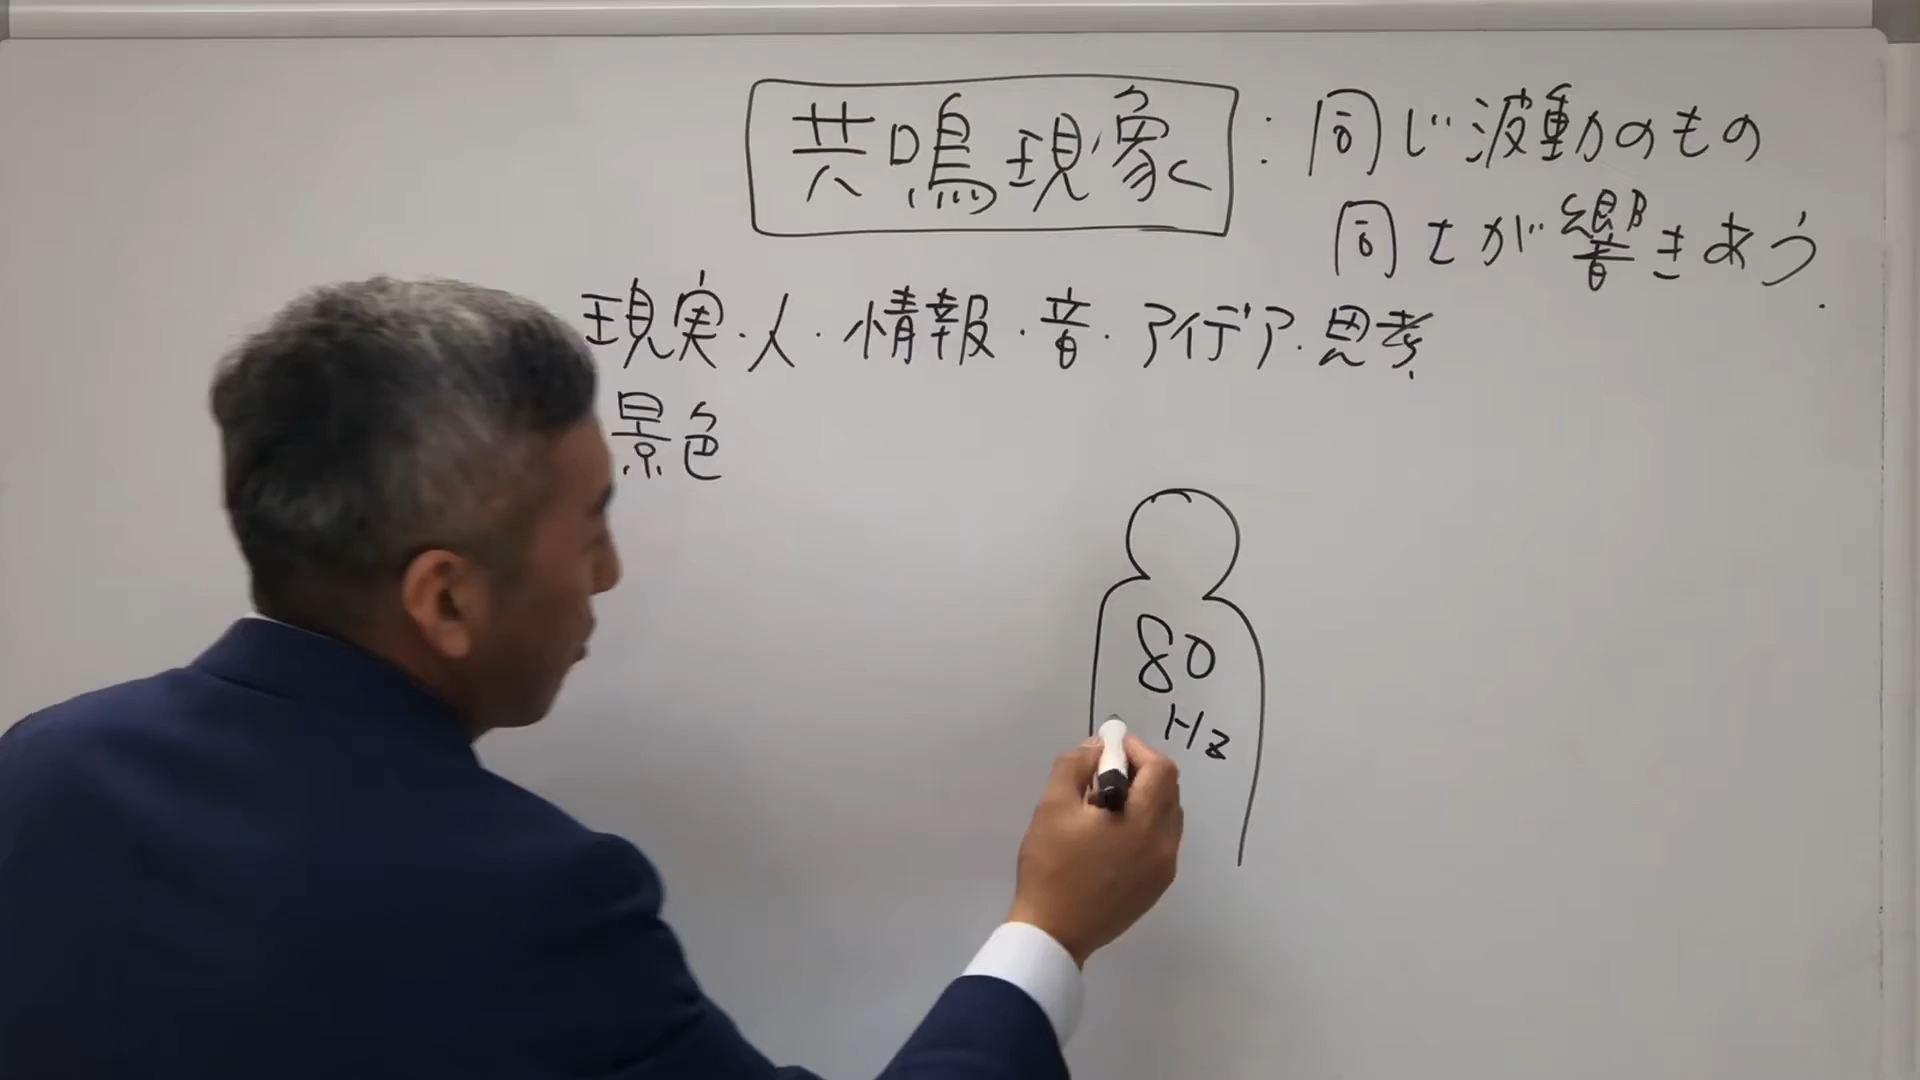 共鳴現象：同じ波動のもの
同士が響きあう.
現実・人・情報・音・アイデア・思考
景色
80
Hz